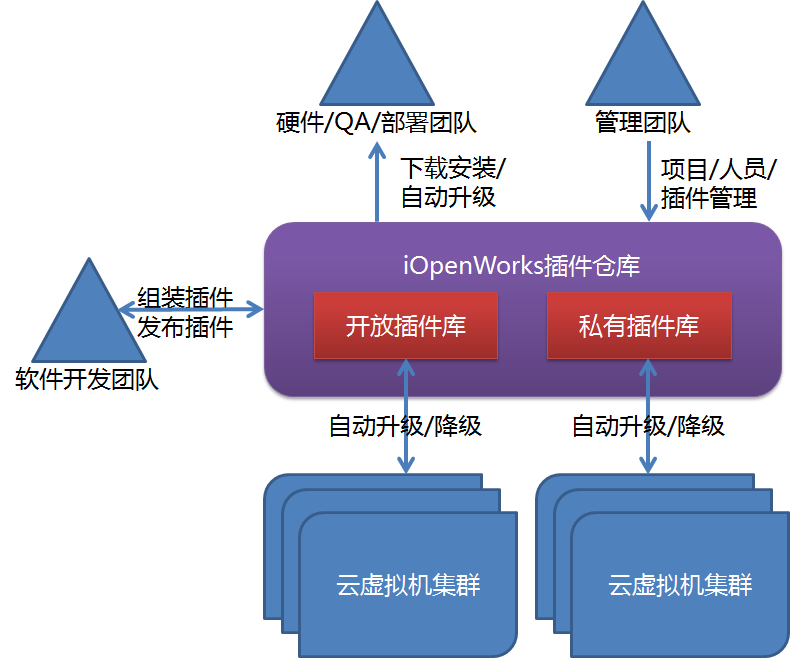 硬件/QA/部署团队
管理团队
下载安装/
自动升级
项目/人员/
插件管理
iOpenWorks插件仓库
组装插件
发布插件
开放插件库
私有插件库
软件开发团队
自动升级/降级
自动升级/降级
云虚拟机集群
云虚拟机集群